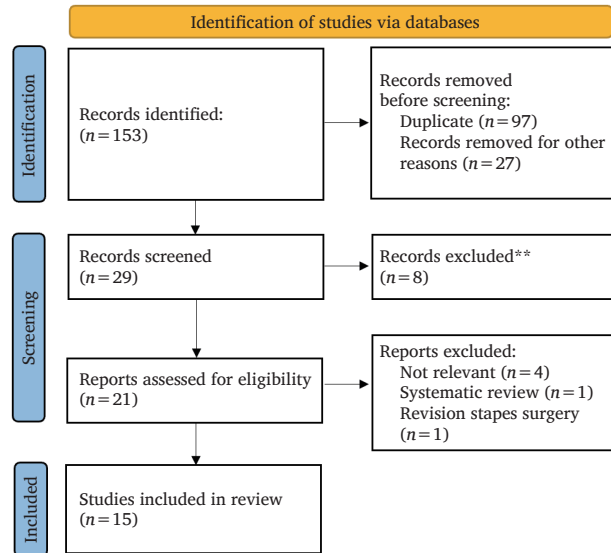 Identification of studies via databases
Identification
Records identified:
(n=153)
Records removed
before screening:
Duplicate (n=97)
Records removed for other
reasons (n=27)
Screening
Records screened
(n=29)
Records excluded**
(n=8)
Reports assessed for eligibility
(n=21)
Reports excluded:
Not relevant (n=4)
Systematic review (n=1)
Revision stapes surgery
(n=1)
Included
Studies included in review
(n=15)